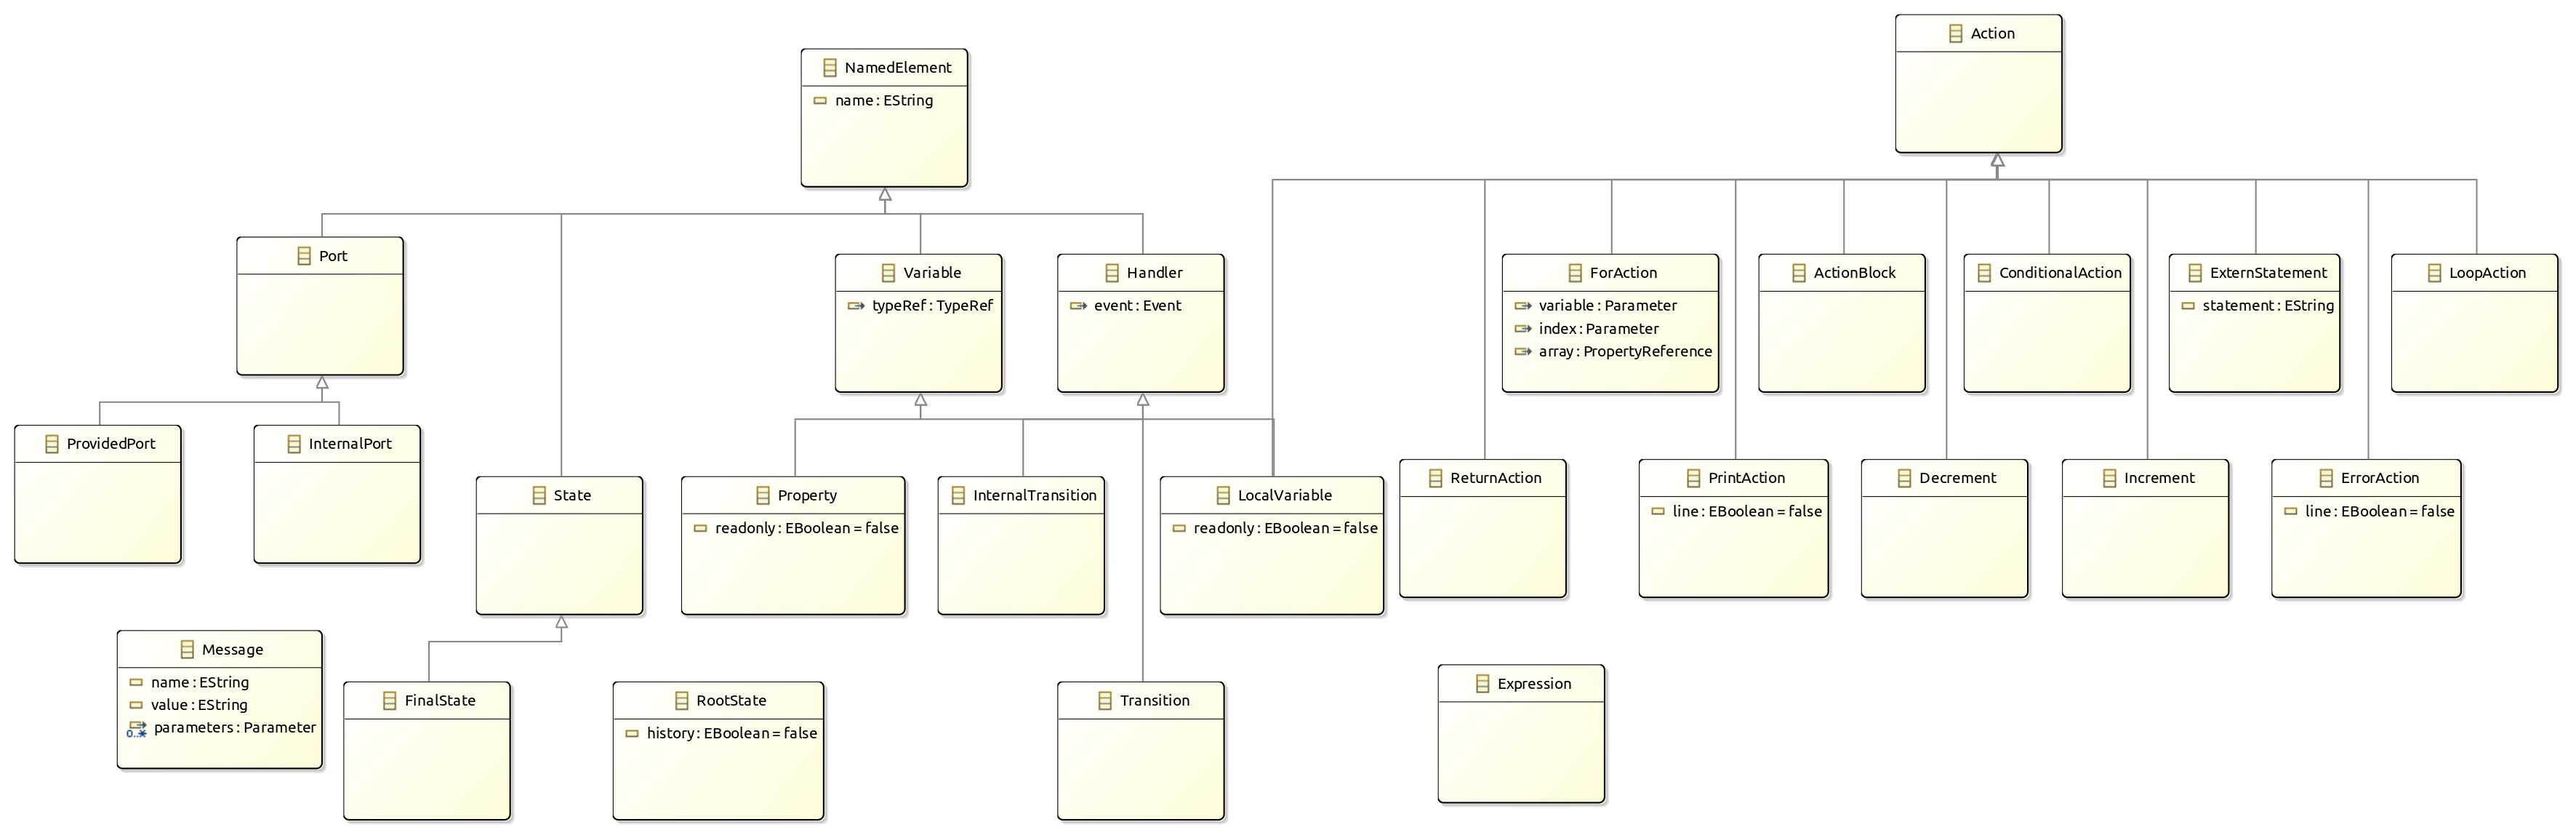 Action
NamedElement
name : EString
Port
Variable
typeRef : TypeRef
Handler
event : Event
ForAction
variable : Parameter
index : Parameter
array : PropertyReference
ActionBlock
ConditionalAction
ExternStatement
statement : EString
LoopAction
ProvidedPort
InternalPort
State
Property
readonly : EBoolean = false
InternalTransition
LocalVariable
readonly : EBoolean = false
ReturnAction
PrintAction
line : EBoolean = false
Decrement
Increment
ErrorAction
line : EBoolean = false
Message
name : EString
value : EString
0..* parameters : Parameter
FinalState
RootState
history : EBoolean = false
Transition
Expression